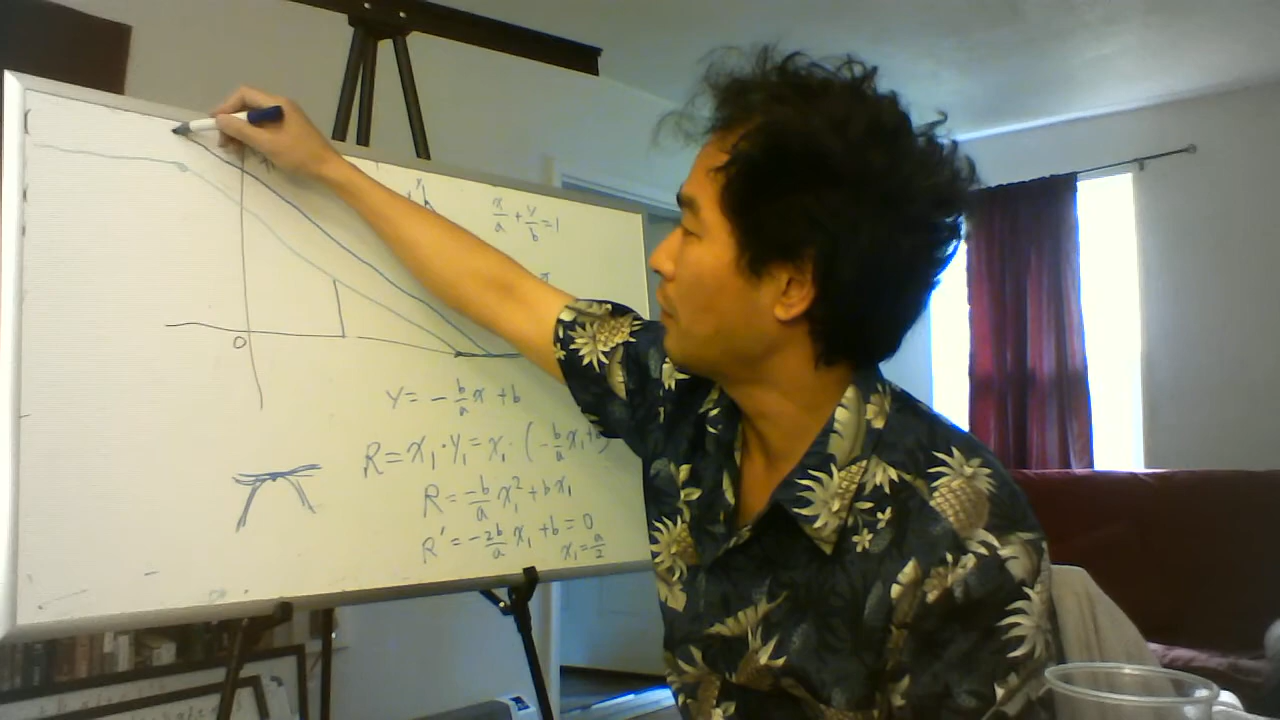 y
x/a + y/b = 1
x
0
y = -b/a x + b
R = x₁·y₁ = x₁·(-b/a x₁+b)
R = -b/a x₁² + bx₁
R' = -2b/a x₁ + b = 0
x₁ = a/2